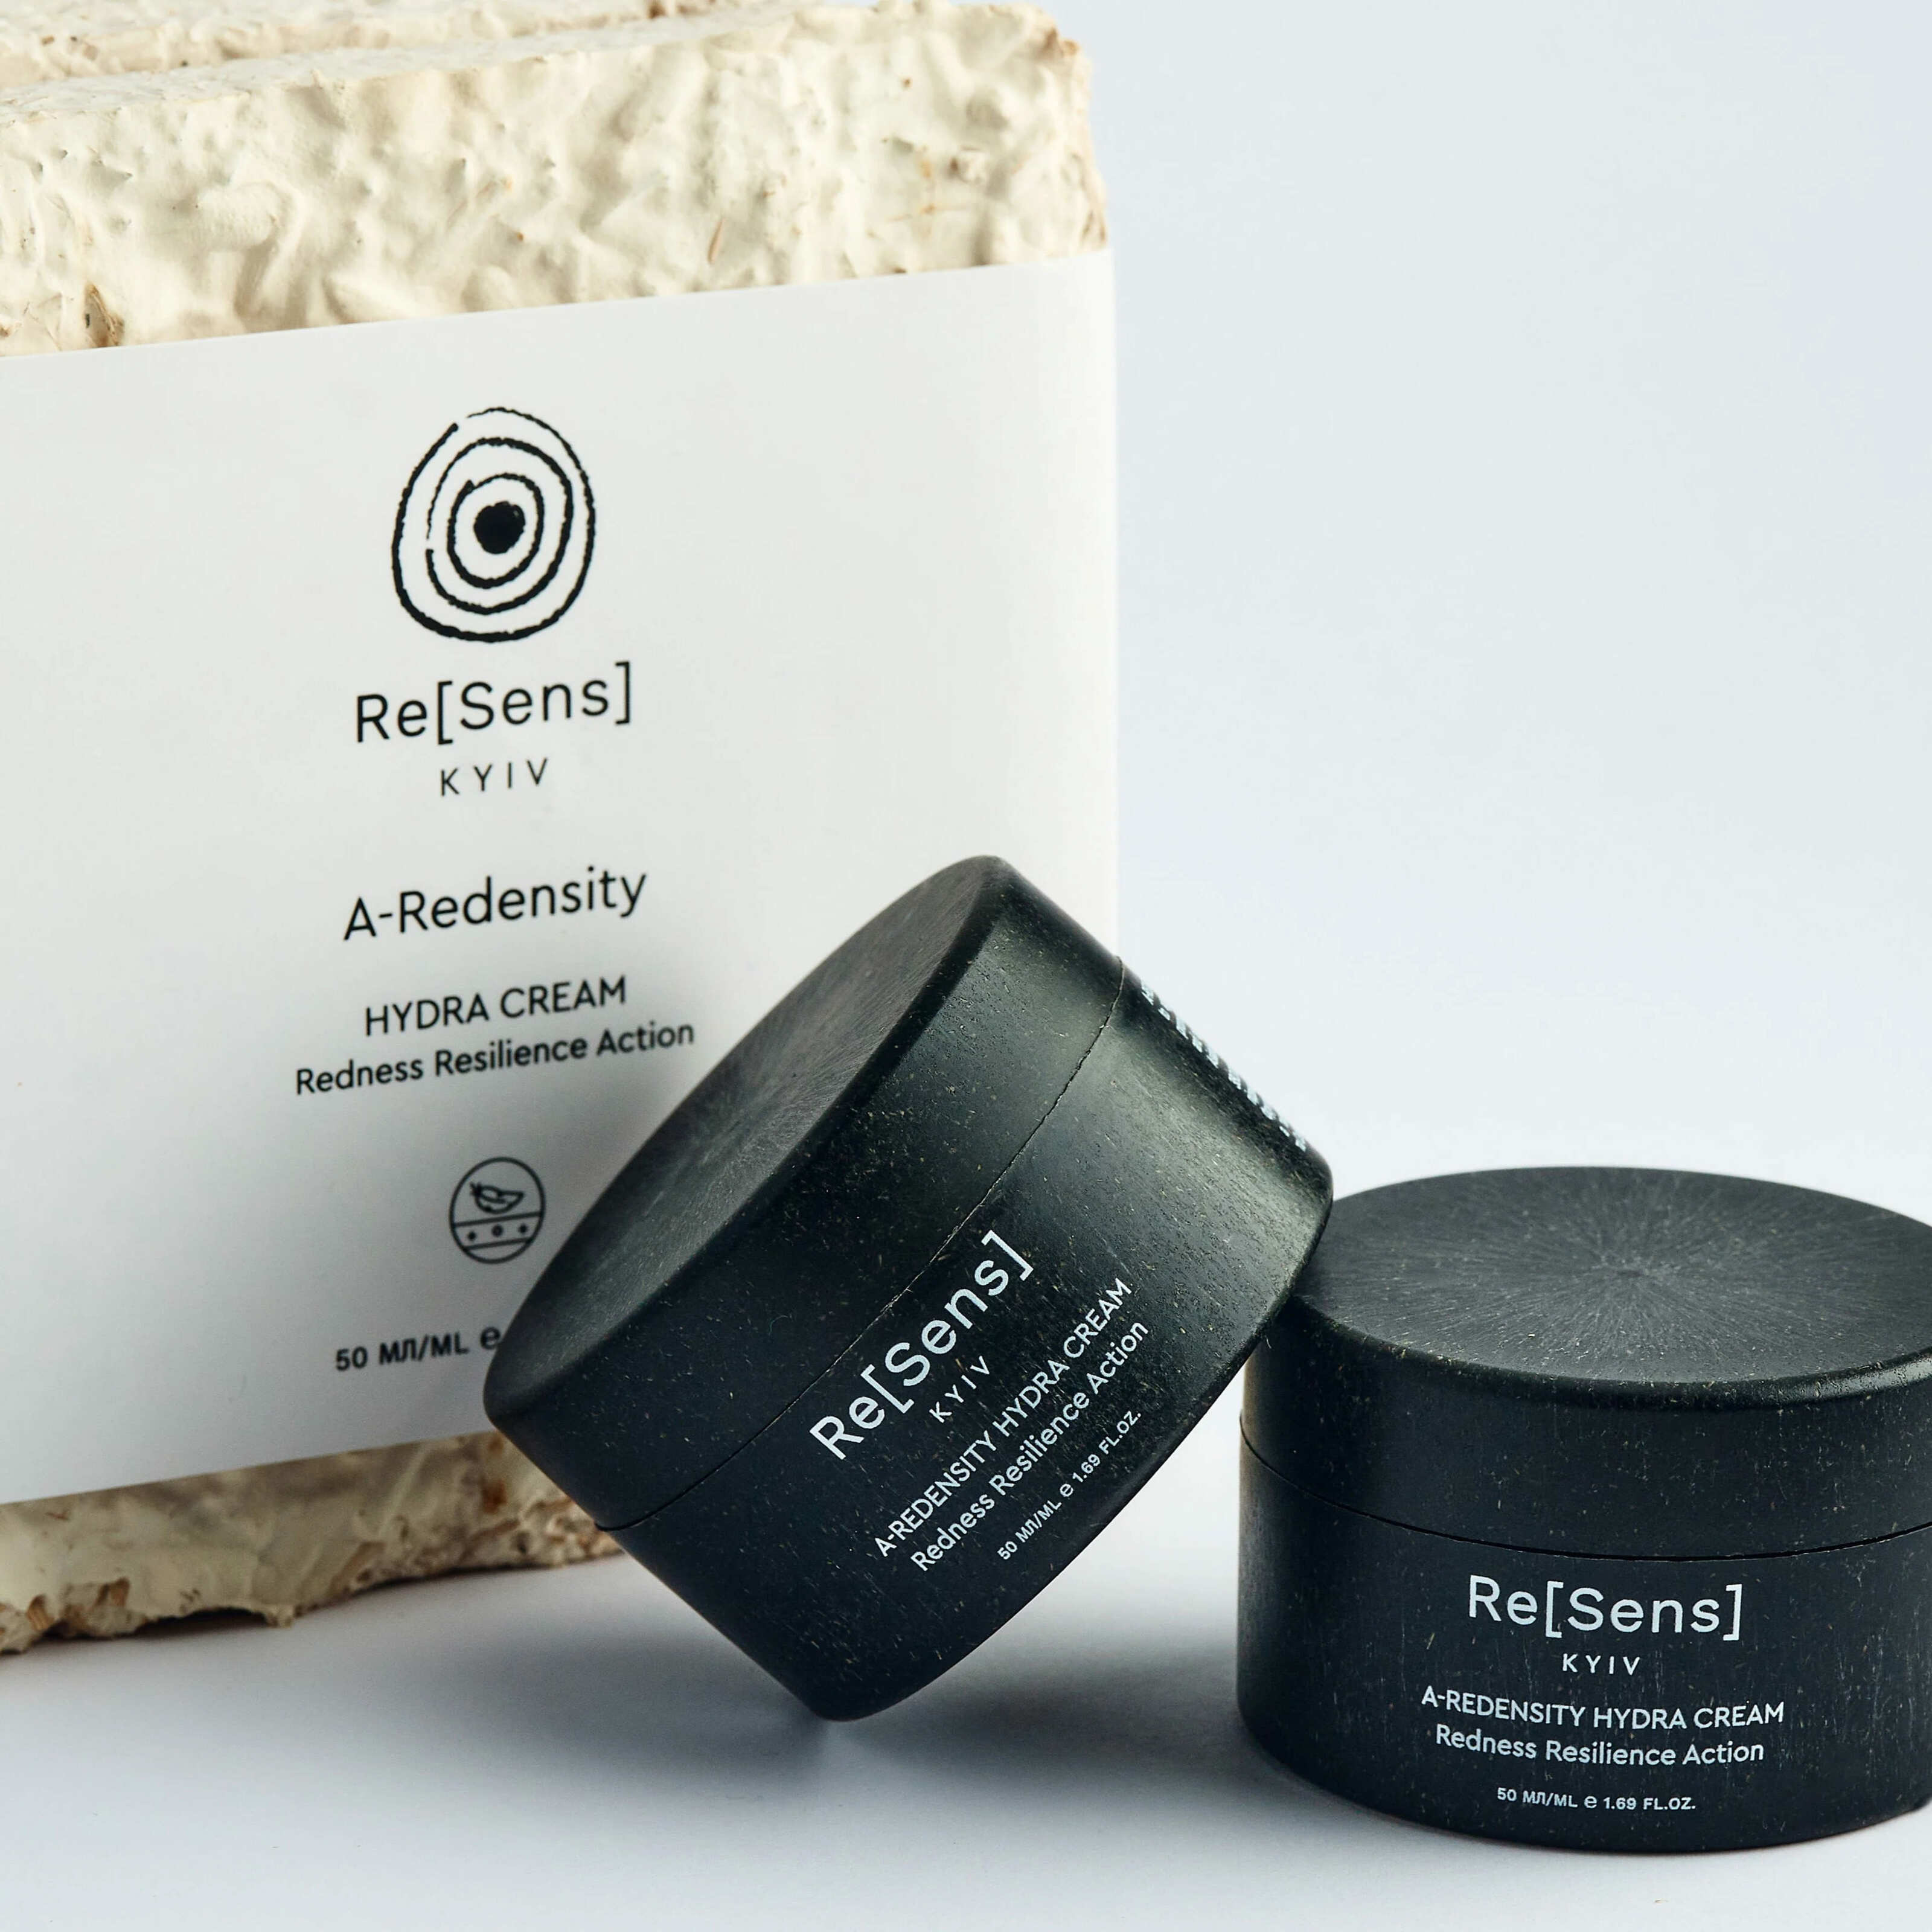 Re[Sens]
KYIV
A-Redensity
HYDRA CREAM
Redness Resilience Action
50 МЛ/ML e
Re[Sens]
KYIV
A-REDENSITY HYDRA CREAM
Redness Resilience Action
50 МЛ/ML e 1.69 FL.OZ.
Re[Sens]
KYIV
A-REDENSITY HYDRA CREAM
Redness Resilience Action
50 МЛ/ML e 1.69 FL.OZ.